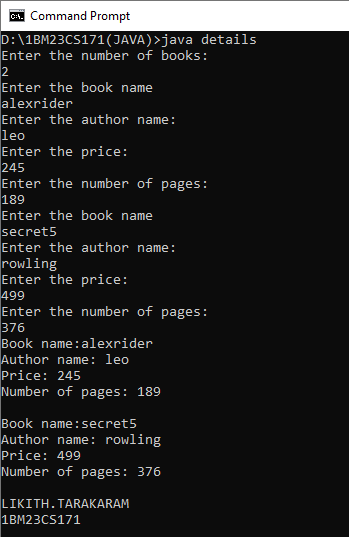 Command Prompt
D:\1BM23CS171(JAVA)>java details
Enter the number of books:
2
Enter the book name
alexrider
Enter the author name:
leo
Enter the price:
245
Enter the number of pages:
189
Enter the book name
secret5
Enter the author name:
rowling
Enter the price:
499
Enter the number of pages:
376
Book name:alexrider
Author name: leo
Price: 245
Number of pages: 189

Book name:secret5
Author name: rowling
Price: 499
Number of pages: 376

LIKITH.TARAKARAM
1BM23CS171